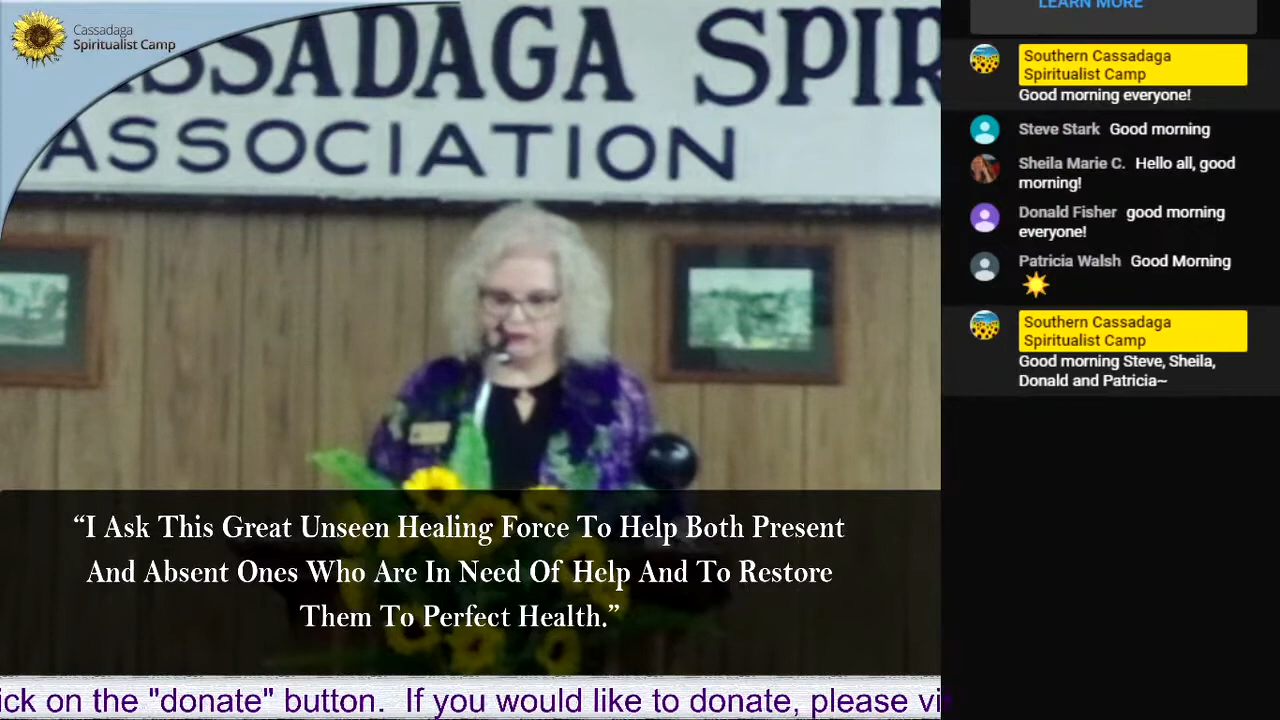 Cassadaga
Spiritualist Camp
ASSADAGA SPIR
ASSOCIATION
“I Ask This Great Unseen Healing Force To Help Both Present
And Absent Ones Who Are In Need Of Help And To Restore
Them To Perfect Health.”
ick on the "donate" button.  If you would like to donate, please vi
LEARN MORE
Southern Cassadaga
Spiritualist Camp
Good morning everyone!
Steve Stark Good morning
Sheila Marie C. Hello all, good
morning!
Donald Fisher good morning
everyone!
Patricia Walsh Good Morning
Southern Cassadaga
Spiritualist Camp
Good morning Steve, Sheila,
Donald and Patricia~